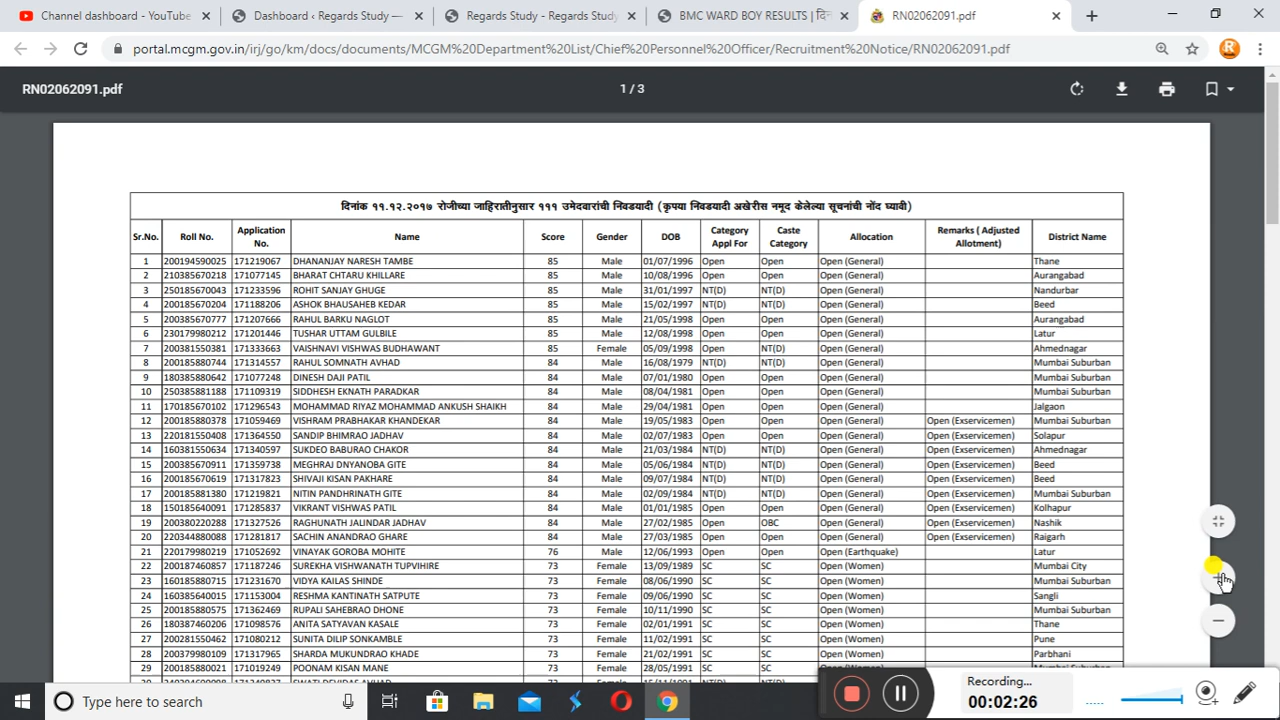 Channel dashboard - YouTube
Dashboard ‹ Regards Study —
Regards Study - Regards Study
BMC WARD BOY RESULTS | दिन
RN02062091.pdf
portal.mcgm.gov.in/irj/go/km/docs/documents/MCGM%20Department%20List/Chief%20Personnel%20Officer/Recruitment%20Notice/RN02062091.pdf
RN02062091.pdf
1 / 3
दिनांक ११.१२.२०१७ रोजीच्या जाहिरातीनुसार १११ उमेदवारांची निवडयादी (कृपया निवडयादी अखेरीस नमूद केलेल्या सूचनांची नोंद घ्यावी)
Sr.No. Roll No. Application No. Name Score Gender DOB Category Appl For Caste Category Allocation Remarks ( Adjusted Allotment) District Name
1 200194590025 171219067 DHANANJAY NARESH TAMBE 85 Male 01/07/1996 Open Open Open (General) Thane
2 210385670218 171077145 BHARAT CHTARU KHILLARE 85 Male 10/08/1996 Open Open Open (General) Aurangabad
3 250185670043 171233596 ROHIT SANJAY GHUGE 85 Male 31/01/1997 NT(D) NT(D) Open (General) Nandurbar
4 200185670204 171188206 ASHOK BHAUSAHEB KEDAR 85 Male 15/02/1997 NT(D) NT(D) Open (General) Beed
5 200385670777 171207666 RAHUL BARKU NAGLOT 85 Male 21/05/1998 Open Open Open (General) Aurangabad
6 230179980212 171201446 TUSHAR UTTAM GULBILE 85 Male 12/08/1998 Open Open Open (General) Latur
7 200381550381 171333663 VAISHNAVI VISHWAS BUDHAWANT 85 Female 05/09/1998 Open NT(D) Open (General) Ahmednagar
8 200185880744 171314557 RAHUL SOMNATH AVHAD 84 Male 16/08/1979 NT(D) NT(D) Open (General) Mumbai Suburban
9 180385880642 171077248 DINESH DAJI PATIL 84 Male 07/01/1980 Open Open Open (General) Mumbai Suburban
10 250385881188 171109319 SIDDHESH EKNATH PARADKAR 84 Male 08/04/1981 Open Open Open (General) Mumbai Suburban
11 170185670102 171296543 MOHAMMAD RIYAZ MOHAMMAD ANKUSH SHAIKH 84 Male 29/04/1981 Open Open Open (General) Jalgaon
12 200185880378 171059469 VISHRAM PRABHAKAR KHANDEKAR 84 Male 19/05/1983 Open Open Open (General) Open (Exservicemen) Mumbai Suburban
13 220181550408 171364550 SANDIP BHIMRAO JADHAV 84 Male 02/07/1983 Open Open Open (General) Open (Exservicemen) Solapur
14 160381550634 171340597 SUKDEO BABURAO CHAKOR 84 Male 21/03/1984 NT(D) NT(D) Open (General) Open (Exservicemen) Ahmednagar
15 200385670911 171359738 MEGHRAJ DNYANOBA GITE 84 Male 05/06/1984 NT(D) NT(D) Open (General) Open (Exservicemen) Beed
16 200185670619 171317823 SHIVAJI KISAN PAKHARE 84 Male 09/07/1984 NT(D) NT(D) Open (General) Open (Exservicemen) Beed
17 200185881380 171219821 NITIN PANDHRINATH GITE 84 Male 02/09/1984 NT(D) NT(D) Open (General) Open (Exservicemen) Mumbai Suburban
18 150185640091 171285837 VIKRANT VISHWAS PATIL 84 Male 01/01/1985 Open Open Open (General) Open (Exservicemen) Kolhapur
19 200380220288 171327526 RAGHUNATH JALINDAR JADHAV 84 Male 27/02/1985 Open OBC Open (General) Open (Exservicemen) Nashik
20 220344880088 171281817 SACHIN ANANDRAO GHARE 84 Male 27/03/1985 Open Open Open (General) Open (Exservicemen) Raigarh
21 220179980219 171052692 VINAYAK GOROBA MOHITE 76 Male 12/06/1993 Open Open Open (Earthquake) Latur
22 200187460857 171187246 SUREKHA VISHWANATH TUPVIHIRE 73 Female 13/09/1989 SC SC Open (Women) Mumbai City
23 160185880715 171231670 VIDYA KAILAS SHINDE 73 Female 08/06/1990 SC SC Open (Women) Mumbai Suburban
24 160385640206 171153004 RESHMA KANTINATH SATPUTE 73 Female 09/06/1990 SC SC Open (Women) Sangli
25 200185880575 171362469 RUPALI SAHEBRAO DHONE 73 Female 10/11/1990 SC SC Open (Women) Mumbai Suburban
26 180387460206 171098576 ANITA SATYAVAN KASALE 73 Female 02/01/1991 SC SC Open (Women) Thane
27 200281550462 171080212 SUNITA DILIP SONKAMBLE 73 Female 11/02/1991 SC SC Open (Women) Pune
28 200379980109 171317965 SHARDA MUKUNDRAO KHADE 73 Female 21/02/1991 SC SC Open (Women) Parbhani
29 200185880021 171019249 POONAM KISAN MANE 73 Female 28/05/1991 SC SC Open (Women)
Recording...
00:02:26
Type here to search